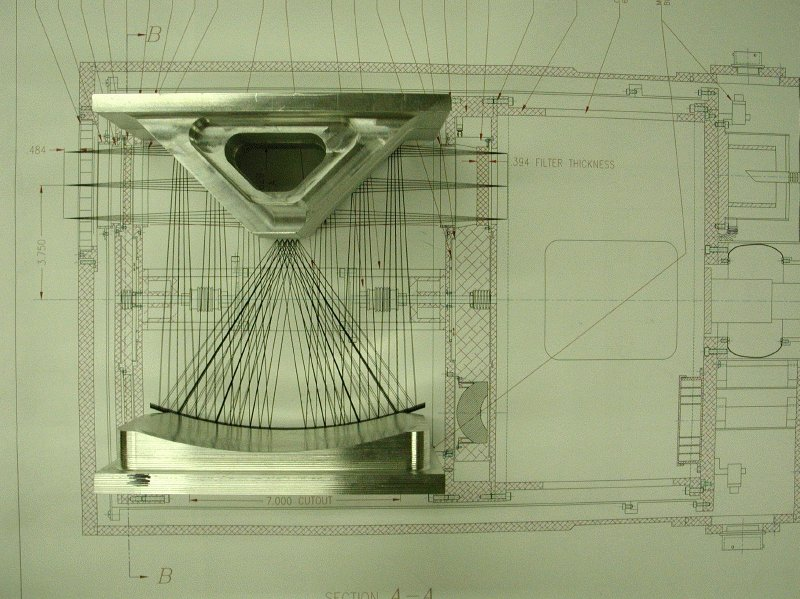 B
484
.394 FILTER THICKNESS
3.750
7.000 CUTOUT
B
SECTION A-A